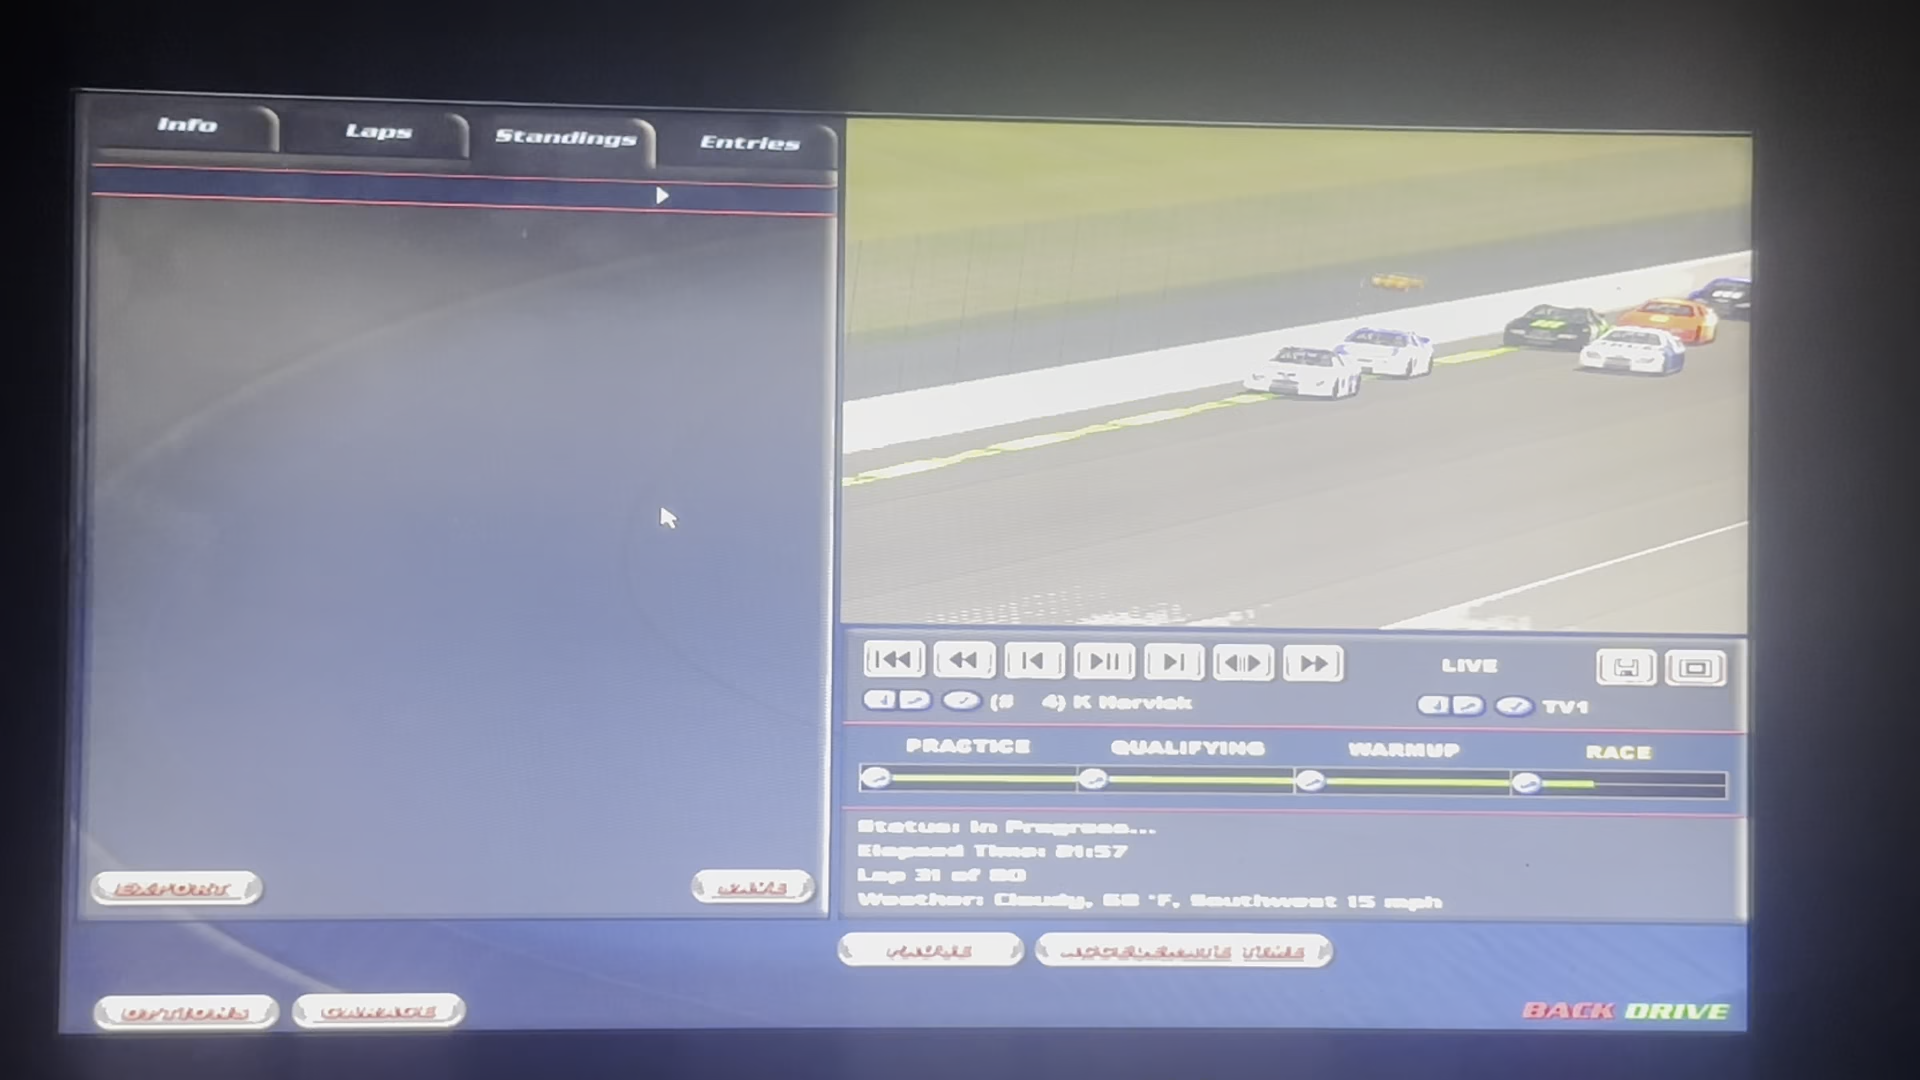 Info Laps Standings Entries
LIVE
(# 4) K Harvick TV1
PRACTICE QUALIFYING WARMUP RACE
Status: In Progress...
Elapsed Time: 21:57
Lap 31 of 80
Weather: Cloudy, 68 °F, Southwest 15 mph
EXPORT SAVE
PAUSE ACCELERATE TIME
OPTIONS GARAGE
BACK DRIVE